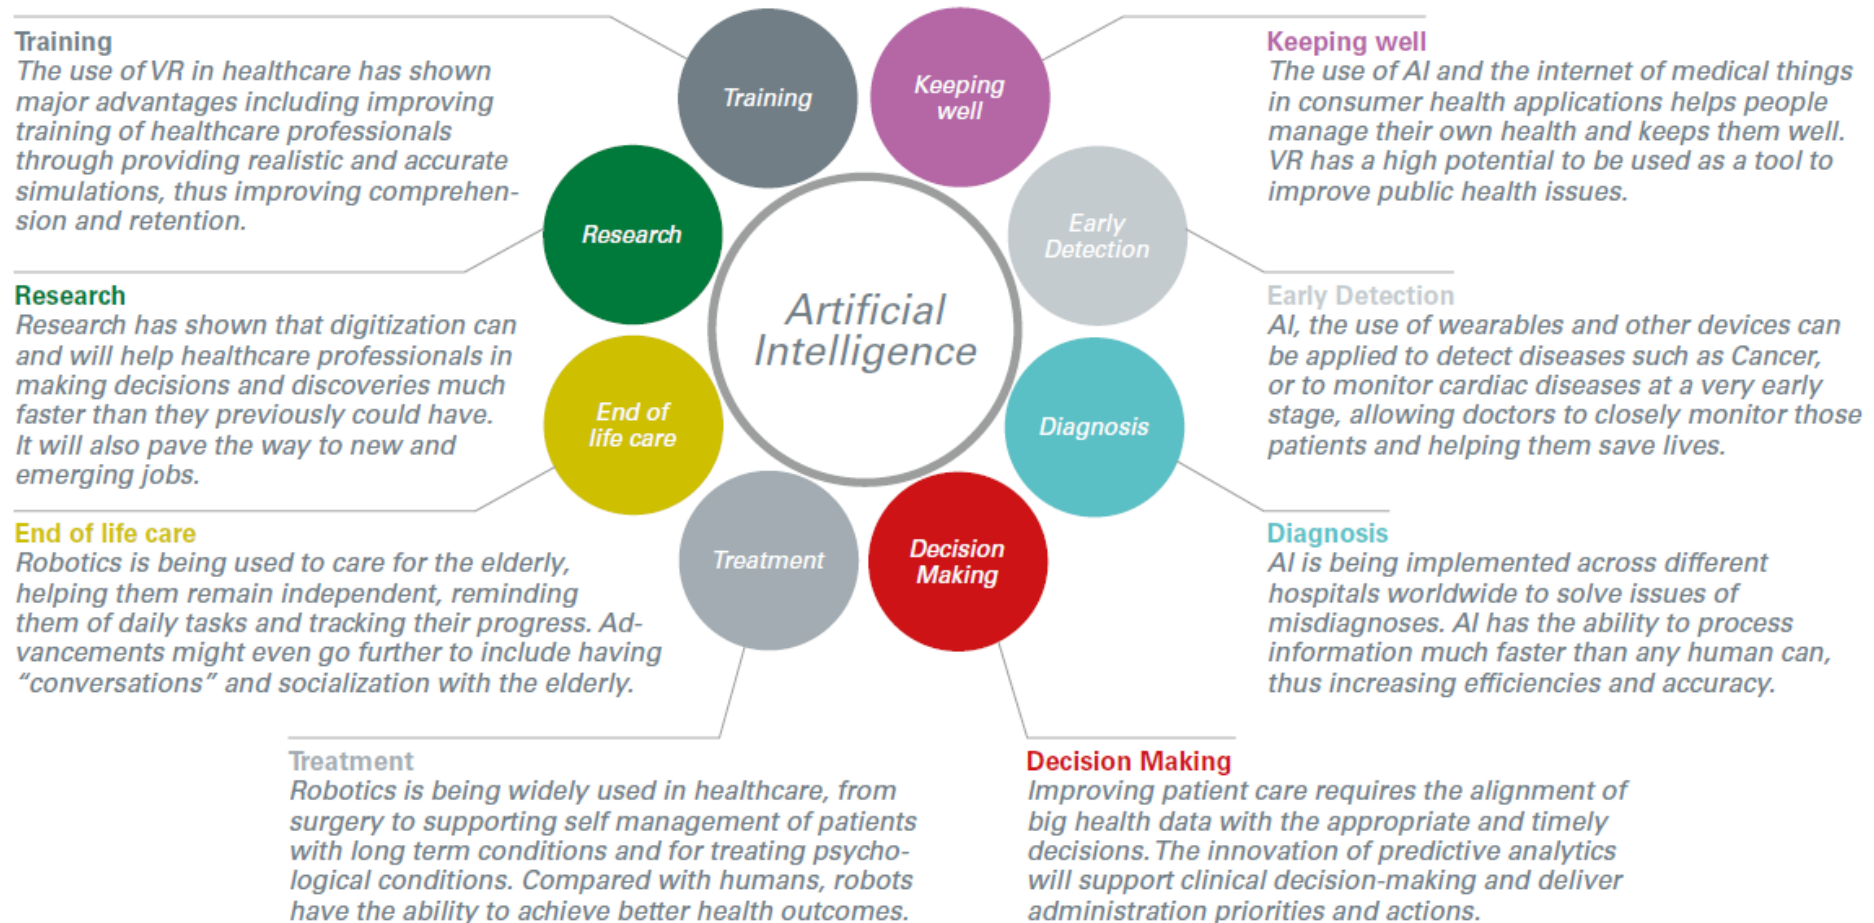 Training
The use of VR in healthcare has shown
major advantages including improving
training of healthcare professionals
through providing realistic and accurate
simulations, thus improving comprehen-
sion and retention.
Research
Research has shown that digitization can
and will help healthcare professionals in
making decisions and discoveries much
faster than they previously could have.
It will also pave the way to new and
emerging jobs.
End of life care
Robotics is being used to care for the elderly,
helping them remain independent, reminding
them of daily tasks and tracking their progress. Ad-
vancements might even go further to include having
“conversations” and socialization with the elderly.
Treatment
Robotics is being widely used in healthcare, from
surgery to supporting self management of patients
with long term conditions and for treating psycho-
logical conditions. Compared with humans, robots
have the ability to achieve better health outcomes.
Training
Keeping
well
Research
Early
Detection
Artificial
Intelligence
End of
life care
Diagnosis
Treatment
Decision
Making
Keeping well
The use of AI and the internet of medical things
in consumer health applications helps people
manage their own health and keeps them well.
VR has a high potential to be used as a tool to
improve public health issues.
Early Detection
AI, the use of wearables and other devices can
be applied to detect diseases such as Cancer,
or to monitor cardiac diseases at a very early
stage, allowing doctors to closely monitor those
patients and helping them save lives.
Diagnosis
AI is being implemented across different
hospitals worldwide to solve issues of
misdiagnoses. AI has the ability to process
information much faster than any human can,
thus increasing efficiencies and accuracy.
Decision Making
Improving patient care requires the alignment of
big health data with the appropriate and timely
decisions. The innovation of predictive analytics
will support clinical decision-making and deliver
administration priorities and actions.